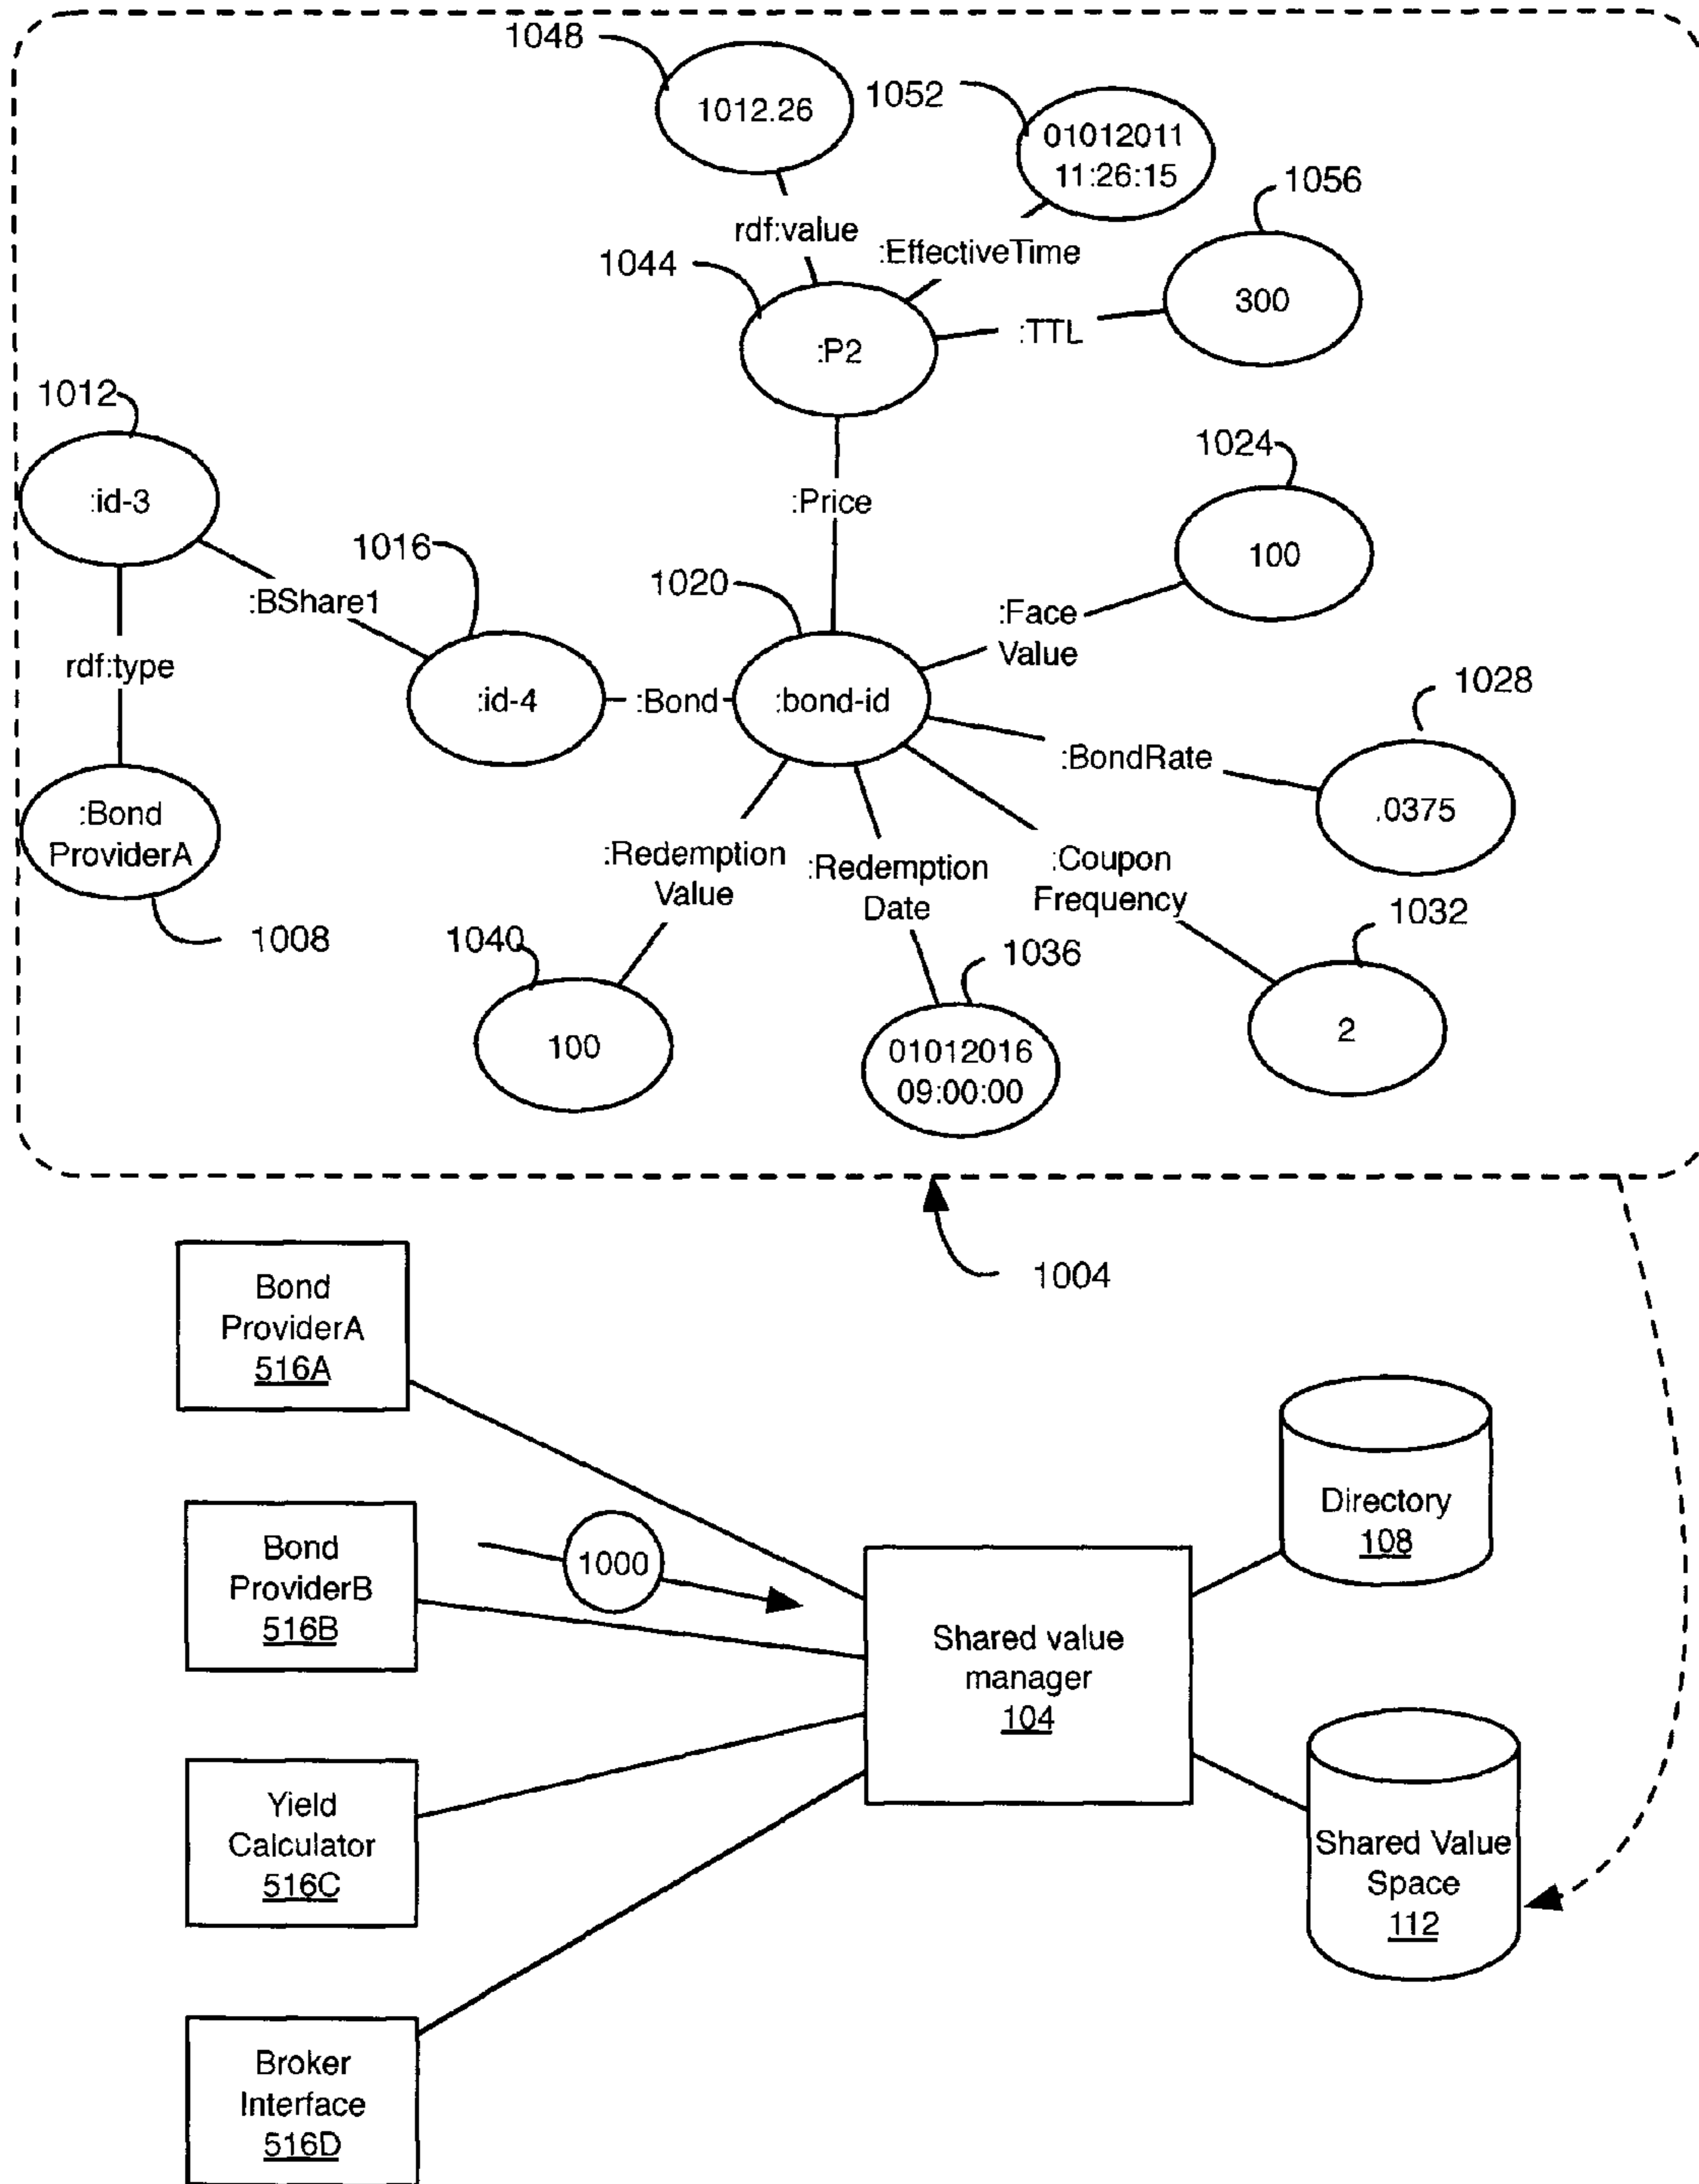 1048
1012.26
1052
01012011
11:26:15
1056
rdf:value
:EffectiveTime
1044
300
:TTL
:P2
1012
1024
:id-3
:Price
1016
100
1020
:BShare1
:Face
Value
rdf:type
1028
:id-4
:Bond
:bond-id
:BondRate
.0375
:Bond
ProviderA
:Redemption
Value
:Redemption
Date
:Coupon
Frequency
1032
1008
1040
1036
2
100
01012016
09:00:00
1004
Bond
ProviderA
516A
Directory
108
Bond
ProviderB
516B
1000
Shared value
manager
104
Yield
Calculator
516C
Shared Value
Space
112
Broker
Interface
516D